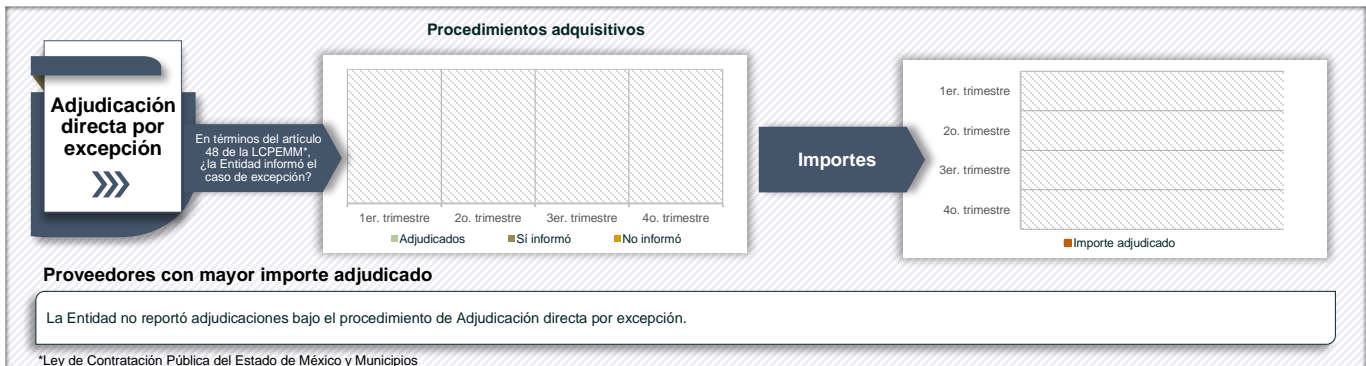 Procedimientos adquisitivos
Adjudicación
directa por
excepción
En términos del artículo
48 de la LCPEMM*,
¿la Entidad informó el
caso de excepción?
1er. trimestre 2o. trimestre 3er. trimestre 4o. trimestre
Adjudicados Sí informó No informó
Importes
1er. trimestre
2o. trimestre
3er. trimestre
4o. trimestre
Importe adjudicado
Proveedores con mayor importe adjudicado
La Entidad no reportó adjudicaciones bajo el procedimiento de Adjudicación directa por excepción.
*Ley de Contratación Pública del Estado de México y Municipios